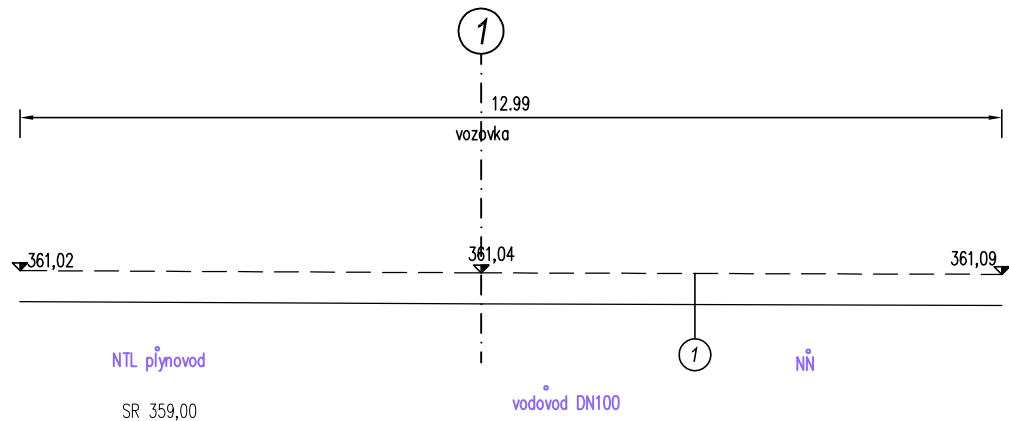 1
12.99
vozovka
361,02
361,04
361,09
1
NTL plynovod
NN
vodovod DN100
SR 359,00